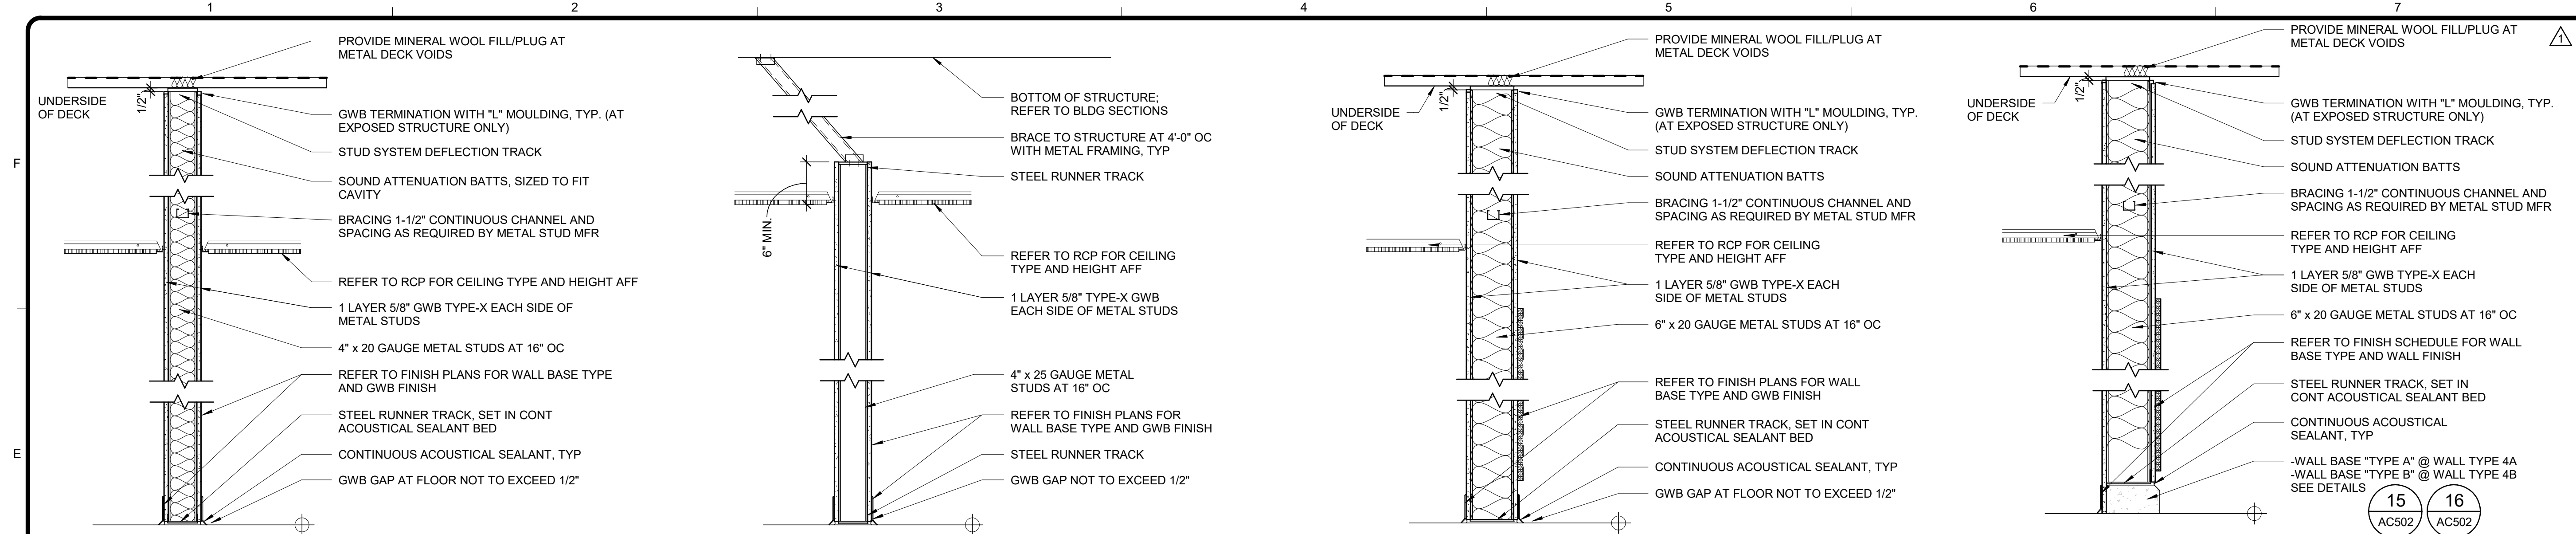 1
2
3
4
5
6
7
F
E
PROVIDE MINERAL WOOL FILL/PLUG AT
METAL DECK VOIDS
UNDERSIDE
OF DECK
1/2"
GWB TERMINATION WITH "L" MOULDING, TYP. (AT
EXPOSED STRUCTURE ONLY)
STUD SYSTEM DEFLECTION TRACK
SOUND ATTENUATION BATTS, SIZED TO FIT
CAVITY
BRACING 1-1/2" CONTINUOUS CHANNEL AND
SPACING AS REQUIRED BY METAL STUD MFR
REFER TO RCP FOR CEILING TYPE AND HEIGHT AFF
1 LAYER 5/8" GWB TYPE-X EACH SIDE OF
METAL STUDS
4" x 20 GAUGE METAL STUDS AT 16" OC
REFER TO FINISH PLANS FOR WALL BASE TYPE
AND GWB FINISH
STEEL RUNNER TRACK, SET IN CONT
ACOUSTICAL SEALANT BED
CONTINUOUS ACOUSTICAL SEALANT, TYP
GWB GAP AT FLOOR NOT TO EXCEED 1/2"
BOTTOM OF STRUCTURE;
REFER TO BLDG SECTIONS
BRACE TO STRUCTURE AT 4'-0" OC
WITH METAL FRAMING, TYP
STEEL RUNNER TRACK
6" MIN.
REFER TO RCP FOR CEILING
TYPE AND HEIGHT AFF
1 LAYER 5/8" TYPE-X GWB
EACH SIDE OF METAL STUDS
4" x 25 GAUGE METAL
STUDS AT 16" OC
REFER TO FINISH PLANS FOR
WALL BASE TYPE AND GWB FINISH
STEEL RUNNER TRACK
GWB GAP NOT TO EXCEED 1/2"
PROVIDE MINERAL WOOL FILL/PLUG AT
METAL DECK VOIDS
UNDERSIDE
OF DECK
1/2"
GWB TERMINATION WITH "L" MOULDING, TYP.
(AT EXPOSED STRUCTURE ONLY)
STUD SYSTEM DEFLECTION TRACK
SOUND ATTENUATION BATTS
BRACING 1-1/2" CONTINUOUS CHANNEL AND
SPACING AS REQUIRED BY METAL STUD MFR
REFER TO RCP FOR CEILING
TYPE AND HEIGHT AFF
1 LAYER 5/8" GWB TYPE-X EACH
SIDE OF METAL STUDS
6" x 20 GAUGE METAL STUDS AT 16" OC
REFER TO FINISH PLANS FOR WALL
BASE TYPE AND GWB FINISH
STEEL RUNNER TRACK, SET IN CONT
ACOUSTICAL SEALANT BED
CONTINUOUS ACOUSTICAL SEALANT, TYP
GWB GAP AT FLOOR NOT TO EXCEED 1/2"
PROVIDE MINERAL WOOL FILL/PLUG AT
METAL DECK VOIDS
1
UNDERSIDE
OF DECK
1/2"
GWB TERMINATION WITH "L" MOULDING, TYP.
(AT EXPOSED STRUCTURE ONLY)
STUD SYSTEM DEFLECTION TRACK
SOUND ATTENUATION BATTS
BRACING 1-1/2" CONTINUOUS CHANNEL AND
SPACING AS REQUIRED BY METAL STUD MFR
REFER TO RCP FOR CEILING
TYPE AND HEIGHT AFF
1 LAYER 5/8" GWB TYPE-X EACH
SIDE OF METAL STUDS
6" x 20 GAUGE METAL STUDS AT 16" OC
REFER TO FINISH SCHEDULE FOR WALL
BASE TYPE AND WALL FINISH
STEEL RUNNER TRACK, SET IN
CONT ACOUSTICAL SEALANT BED
CONTINUOUS ACOUSTICAL
SEALANT, TYP
-WALL BASE "TYPE A" @ WALL TYPE 4A
-WALL BASE "TYPE B" @ WALL TYPE 4B
SEE DETAILS
15
AC502
16
AC502